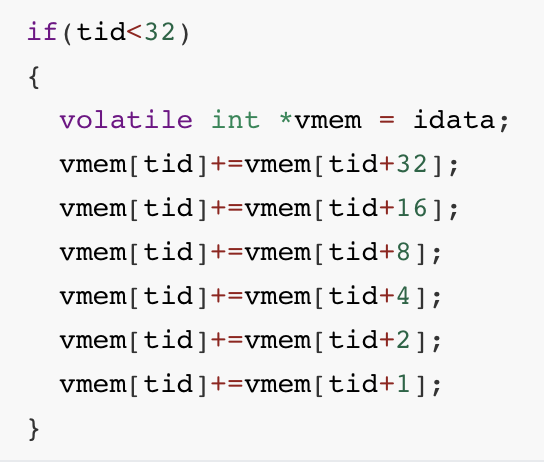 if(tid<32)
{
  volatile int *vmem = idata;
  vmem[tid]+=vmem[tid+32];
  vmem[tid]+=vmem[tid+16];
  vmem[tid]+=vmem[tid+8];
  vmem[tid]+=vmem[tid+4];
  vmem[tid]+=vmem[tid+2];
  vmem[tid]+=vmem[tid+1];
}